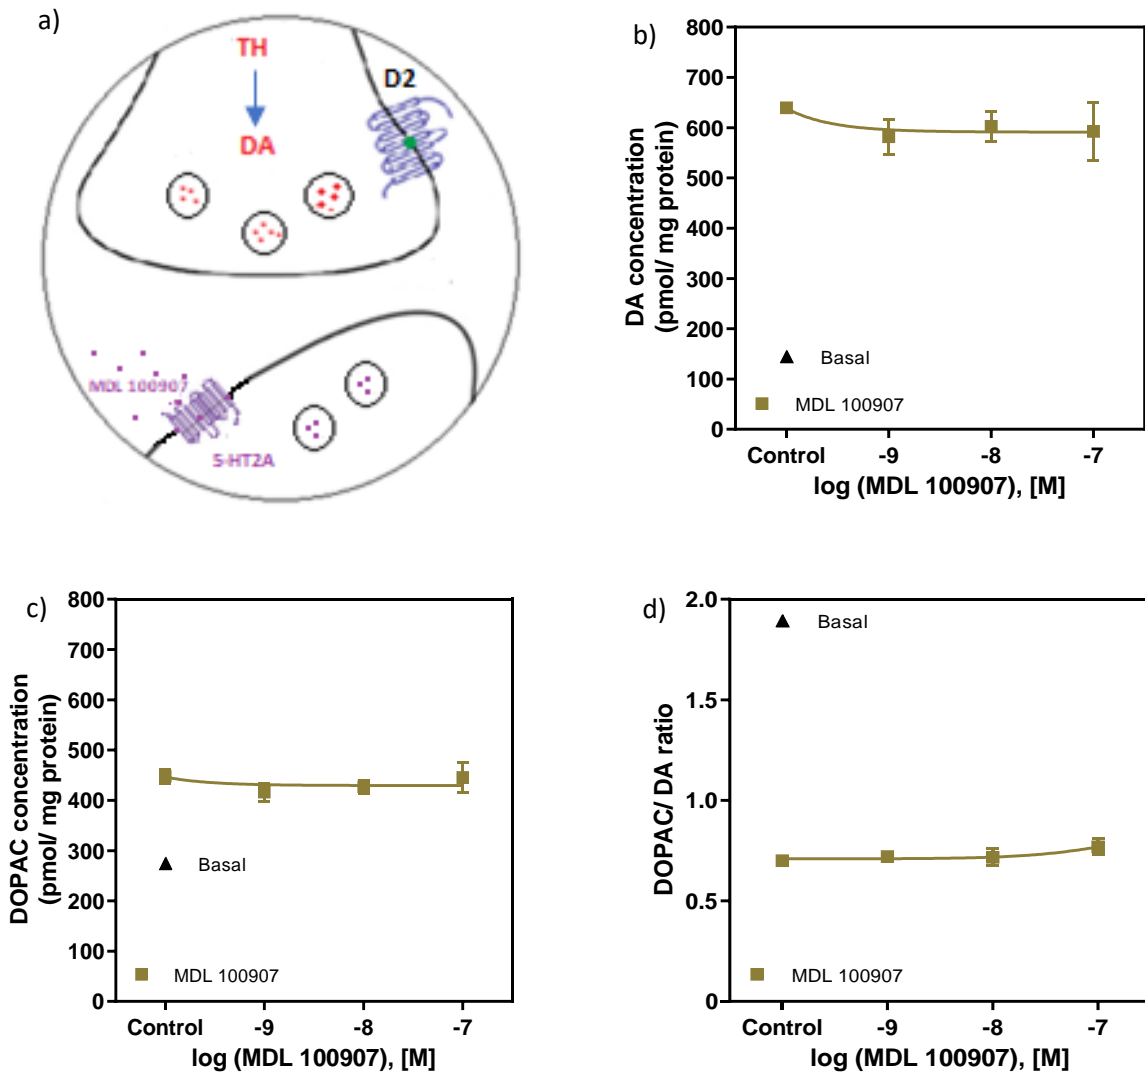 a)
TH
D2
DA
MDL 100907
5-HT2A
b)
800
700
600
500
400
300
200
100
0
DA concentration
(pmol/ mg protein)
Basal
MDL 100907
Control
-9
-8
-7
log (MDL 100907), [M]
c)
800
700
600
500
400
300
200
100
0
DOPAC concentration
(pmol/ mg protein)
Basal
MDL 100907
Control
-9
-8
-7
log (MDL 100907), [M]
d)
2.0
1.5
1.0
0.5
0
DOPAC/ DA ratio
Basal
MDL 100907
Control
-9
-8
-7
log (MDL 100907), [M]